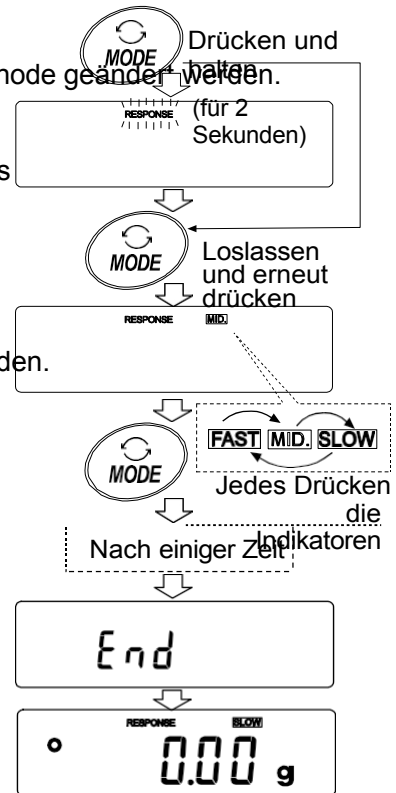 MODE
Drücken und
halten
node geändert werden.
RESPONSE
(für 2
Sekunden)
s
MODE
Loslassen
und erneut
drücken
RESPONSE MID.
den.
FAST MID. SLOW
MODE
Jedes Drücken
die
Indikatoren
Nach einiger Zeit
End
RESPONSE SLOW
0.00 g